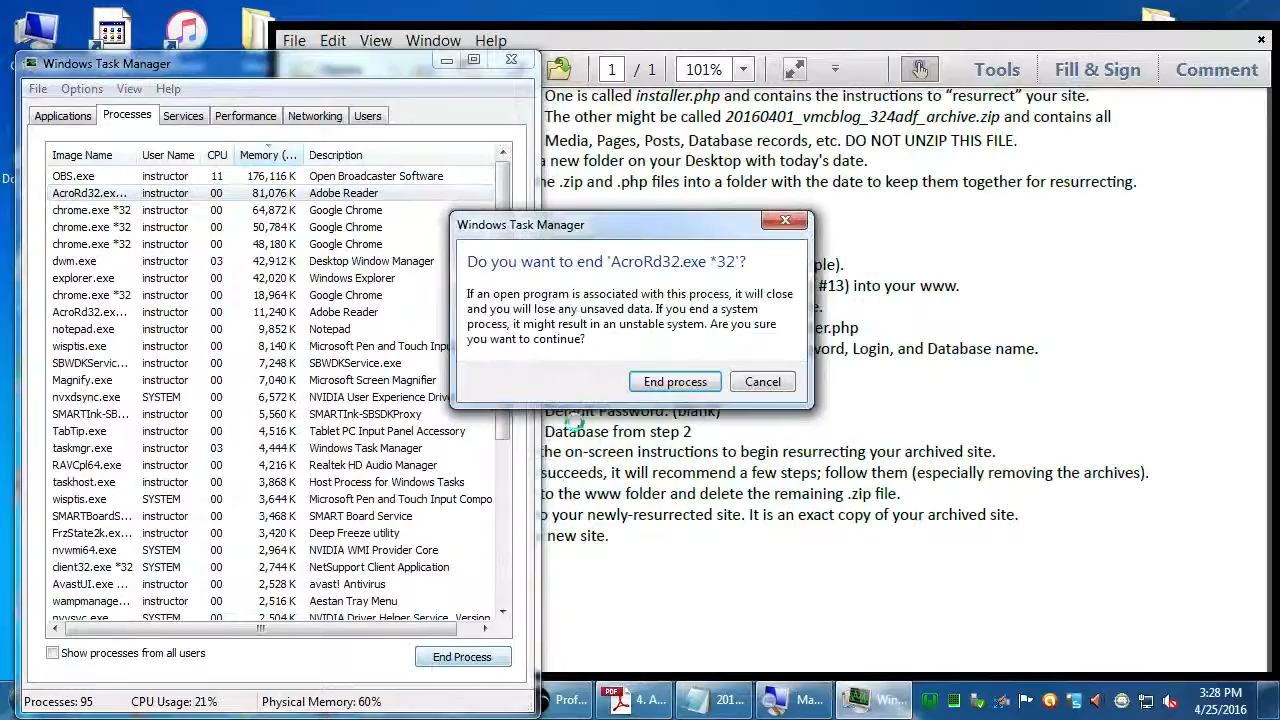 File Edit View Window Help
1 / 1 101% Tools Fill & Sign Comment
One is called installer.php and contains the instructions to “resurrect” your site.
The other might be called 20160401_vmcblog_324adf_archive.zip and contains all
Media, Pages, Posts, Database records, etc. DO NOT UNZIP THIS FILE.
a new folder on your Desktop with today's date.
.zip and .php files into a folder with the date to keep them together for resurrecting.
#13) into your www.
Login, and Database name.
Default Password: (blank)
Database from step 2
the on-screen instructions to begin resurrecting your archived site.
succeeds, it will recommend a few steps; follow them (especially removing the archives).
to the www folder and delete the remaining .zip file.
your newly-resurrected site. It is an exact copy of your archived site.
new site.
Windows Task Manager
File Options View Help
Applications Processes Services Performance Networking Users
Image Name User Name CPU Memory (... Description
OBS.exe instructor 11 176,116 K Open Broadcaster Software
AcroRd32.ex... instructor 00 81,076 K Adobe Reader
chrome.exe *32 instructor 00 64,872 K Google Chrome
chrome.exe *32 instructor 00 50,784 K Google Chrome
chrome.exe *32 instructor 00 48,180 K Google Chrome
dwm.exe instructor 03 42,912 K Desktop Window Manager
explorer.exe instructor 00 42,020 K Windows Explorer
chrome.exe *32 instructor 00 18,964 K Google Chrome
AcroRd32.ex... instructor 00 11,240 K Adobe Reader
notepad.exe instructor 00 9,852 K Notepad
wisptis.exe instructor 00 8,140 K Microsoft Pen and Touch Inpu
SBWDKServic... instructor 00 7,248 K SBWDKService.exe
Magnify.exe instructor 00 7,040 K Microsoft Screen Magnifier
nvxdsync.exe SYSTEM 00 6,572 K NVIDIA User Experience Drive
SMARTInk-SB... instructor 00 5,560 K SMARTInk-SBSDKProxy
TabTip.exe instructor 00 4,516 K Tablet PC Input Panel Accessory
taskmgr.exe instructor 03 4,444 K Windows Task Manager
RAVCpl64.exe instructor 00 4,216 K Realtek HD Audio Manager
taskhost.exe instructor 00 3,868 K Host Process for Windows Tasks
wisptis.exe SYSTEM 00 3,644 K Microsoft Pen and Touch Input Compo
SMARTBoardS... instructor 00 3,468 K SMART Board Service
FrzState2k.ex... instructor 00 3,420 K Deep Freeze utility
nvwmi64.exe SYSTEM 00 2,964 K NVIDIA WMI Provider Core
client32.exe *32 SYSTEM 00 2,744 K NetSupport Client Application
AvastUI.exe ... instructor 00 2,528 K avast! Antivirus
wampmanage... instructor 00 2,516 K Aestan Tray Menu
nvvsvc.exe SYSTEM 00 2,504 K NVIDIA Driver Helper Service, Version
Show processes from all users End Process
Processes: 95 CPU Usage: 21% Physical Memory: 60%
Windows Task Manager
Do you want to end 'AcroRd32.exe *32'?
If an open program is associated with this process, it will close
and you will lose any unsaved data. If you end a system
process, it might result in an unstable system. Are you sure
you want to continue?
End process Cancel
Prof... PDF 4. A... 201... Ma... Win...
3:28 PM
4/25/2016